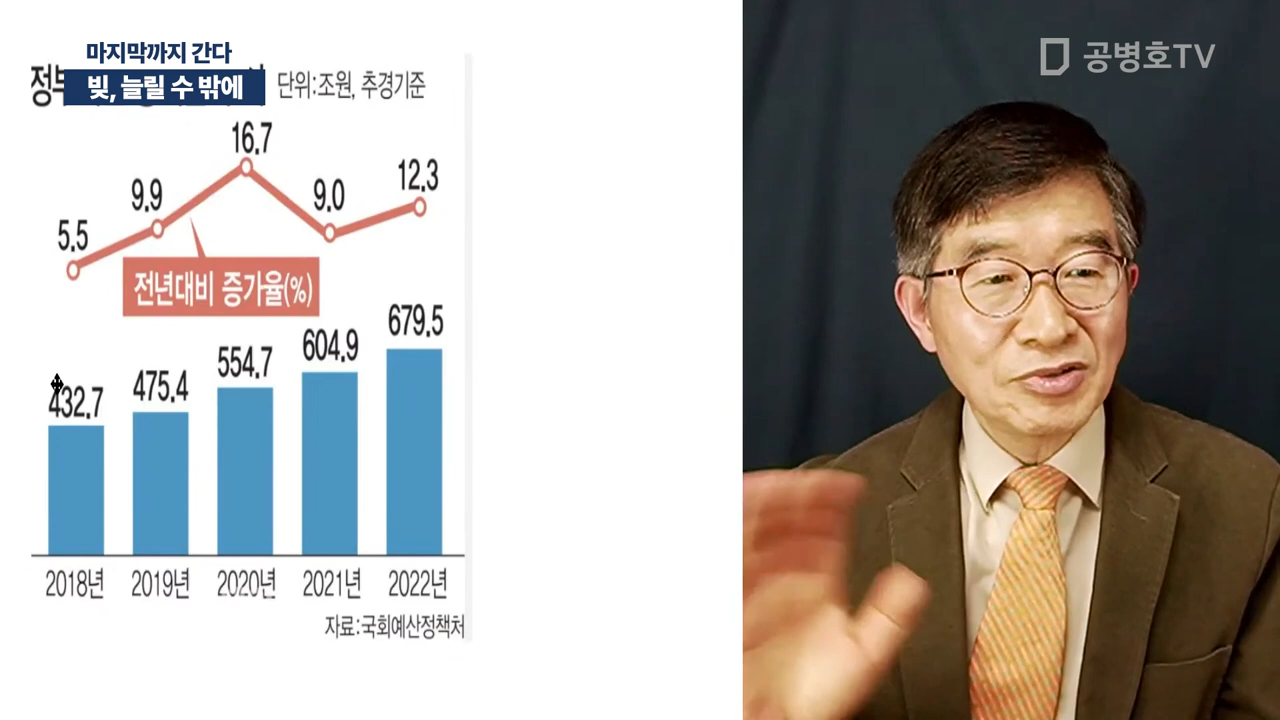 마지막까지 간다
빚, 늘릴 수 밖에
단위:조원, 추경기준
공병호TV
16.7
12.3
9.9
9.0
5.5
전년대비 증가율(%)
679.5
604.9
554.7
475.4
432.7
2018년 2019년 2020년 2021년 2022년
자료:국회예산정책처